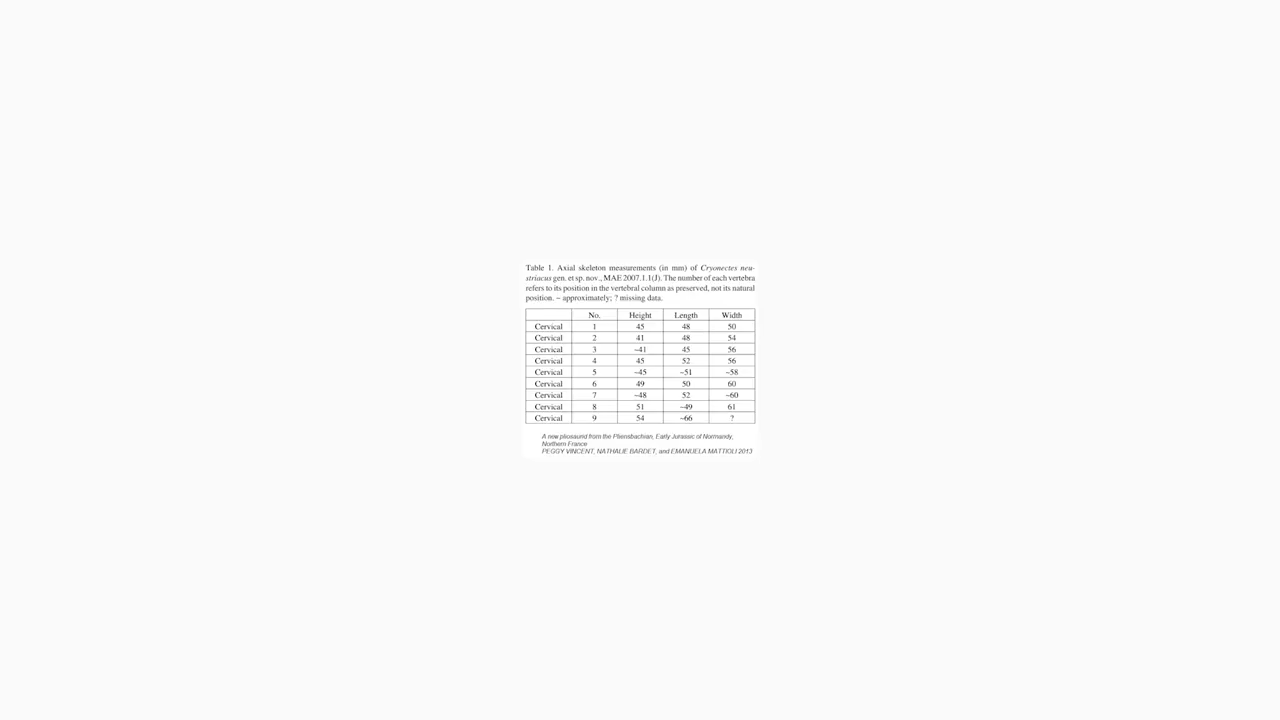 Table 1. Axial skeleton measurements (in mm) of Cryonectes neu-
striacus gen. et sp. nov., MAE 2007.1.1(J). The number of each vertebra
refers to its position in the vertebral column as preserved, not its natural
position. ~ approximately; ? missing data.
No. Height Length Width
Cervical 1 45 48 50
Cervical 2 41 48 54
Cervical 3 ~41 45 56
Cervical 4 45 52 56
Cervical 5 ~45 ~51 ~58
Cervical 6 49 50 60
Cervical 7 ~48 52 ~60
Cervical 8 51 ~49 61
Cervical 9 54 ~66 ?
A new pliosaurid from the Pliensbachian, Early Jurassic of Normandy,
Northern France
PEGGY VINCENT, NATHALIE BARDET, and EMANUELA MATTIOLI 2013